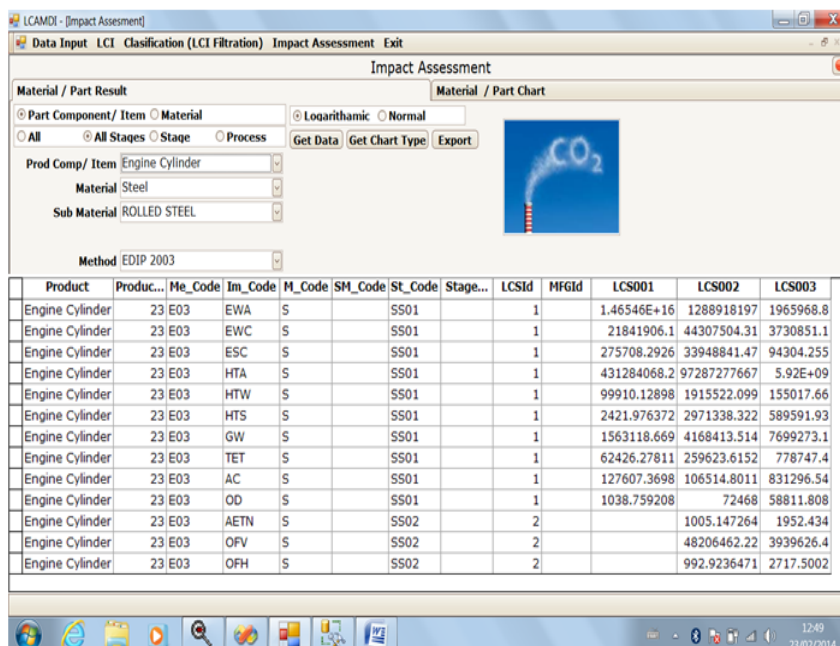 LCAMDI - [Impact Assesment]
Data Input LCI Clasification (LCI Filtration) Impact Assessment Exit
Impact Assessment
Material / Part Result Material / Part Chart
Part Component/ Item Material Logarithamic Normal
All All Stages Stage Process Get Data Get Chart Type Export
CO2
Prod Comp/ Item Engine Cylinder
Material Steel
Sub Material ROLLED STEEL
Method EDIP 2003
Product Produc... Me_Code Im_Code M_Code SM_Code St_Code Stage... LCSId MFGId LCS001 LCS002 LCS003
Engine Cylinder 23 E03 EWA S SS01 1 1.46546E+16 1288918197 1965968.8
Engine Cylinder 23 E03 EWC S SS01 1 21841906.1 44307504.31 3730851.1
Engine Cylinder 23 E03 ESC S SS01 1 275708.2926 33948841.47 94304.255
Engine Cylinder 23 E03 HTA S SS01 1 431284068.2 97287277667 5.92E+09
Engine Cylinder 23 E03 HTW S SS01 1 99910.12898 1915522.099 155017.66
Engine Cylinder 23 E03 HTS S SS01 1 2421.976372 2971338.322 589591.93
Engine Cylinder 23 E03 GW S SS01 1 1563118.669 4168413.514 7699273.1
Engine Cylinder 23 E03 TET S SS01 1 62426.27811 259623.6152 778747.4
Engine Cylinder 23 E03 AC S SS01 1 127607.3698 106514.8011 831296.54
Engine Cylinder 23 E03 OD S SS01 1 1038.759208 72468 58811.808
Engine Cylinder 23 E03 AETN S SS02 2 1005.147264 1952.434
Engine Cylinder 23 E03 OFV S SS02 2 48206462.22 3939626.4
Engine Cylinder 23 E03 OFH S SS02 2 992.9236471 2717.5002
12:49
23/02/2014